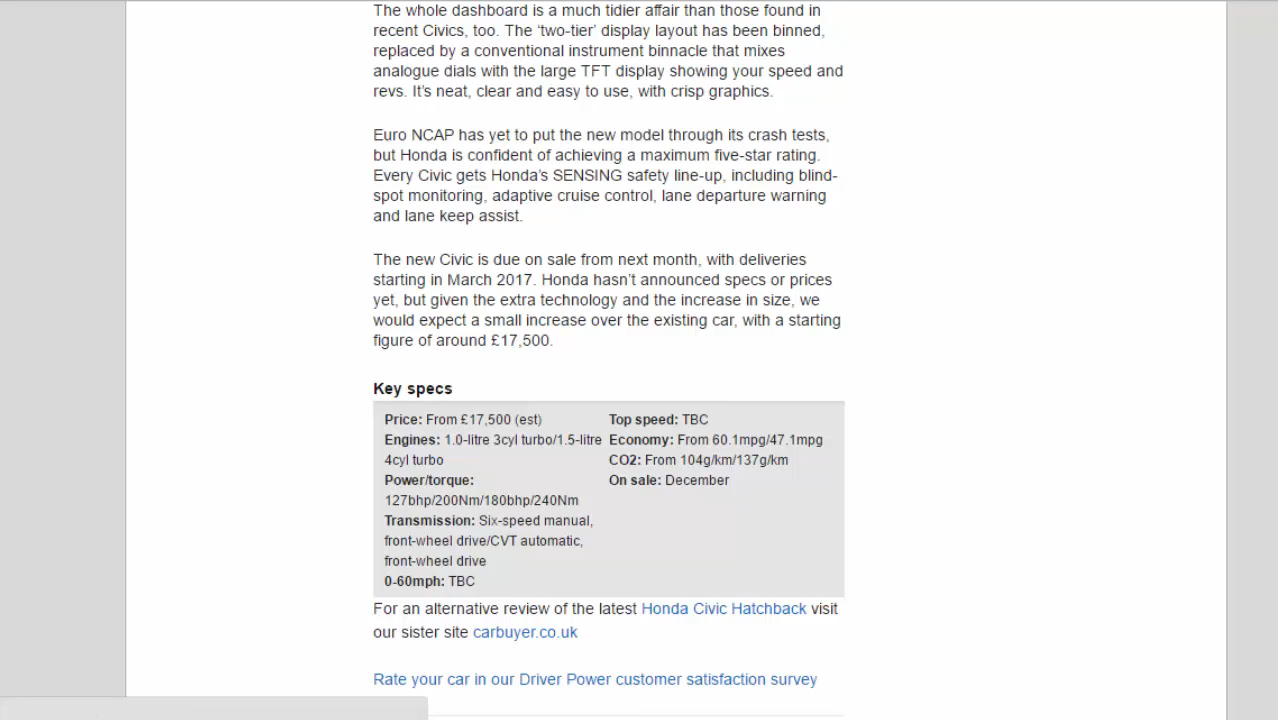 The whole dashboard is a much tidier affair than those found in
recent Civics, too. The ‘two-tier’ display layout has been binned,
replaced by a conventional instrument binnacle that mixes
analogue dials with the large TFT display showing your speed and
revs. It’s neat, clear and easy to use, with crisp graphics.
Euro NCAP has yet to put the new model through its crash tests,
but Honda is confident of achieving a maximum five-star rating.
Every Civic gets Honda’s SENSING safety line-up, including blind-
spot monitoring, adaptive cruise control, lane departure warning
and lane keep assist.
The new Civic is due on sale from next month, with deliveries
starting in March 2017. Honda hasn’t announced specs or prices
yet, but given the extra technology and the increase in size, we
would expect a small increase over the existing car, with a starting
figure of around £17,500.
Key specs
Price: From £17,500 (est)
Engines: 1.0-litre 3cyl turbo/1.5-litre
4cyl turbo
Power/torque:
127bhp/200Nm/180bhp/240Nm
Transmission: Six-speed manual,
front-wheel drive/CVT automatic,
front-wheel drive
0-60mph: TBC
Top speed: TBC
Economy: From 60.1mpg/47.1mpg
CO2: From 104g/km/137g/km
On sale: December
For an alternative review of the latest Honda Civic Hatchback visit
our sister site carbuyer.co.uk
Rate your car in our Driver Power customer satisfaction survey